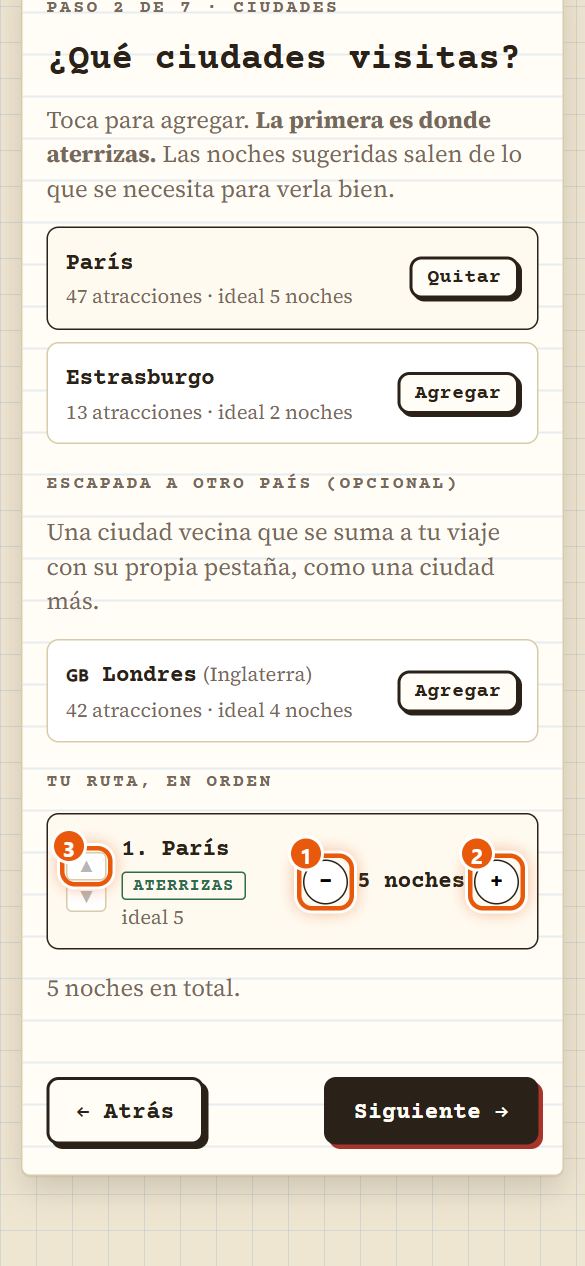 PASO 2 DE 7 · CIUDADES
¿Qué ciudades visitas?
Toca para agregar. La primera es donde
aterrizas. Las noches sugeridas salen de lo
que se necesita para verla bien.
París
47 atracciones · ideal 5 noches
Quitar
Estrasburgo
13 atracciones · ideal 2 noches
Agregar
ESCAPADA A OTRO PAÍS (OPCIONAL)
Una ciudad vecina que se suma a tu viaje
con su propia pestaña, como una ciudad
más.
GB Londres (Inglaterra)
42 atracciones · ideal 4 noches
Agregar
TU RUTA, EN ORDEN
3 ▲
▼
1. París
ATERRIZAS
ideal 5
1 −
5 noches
2 +
5 noches en total.
← Atrás
Siguiente →